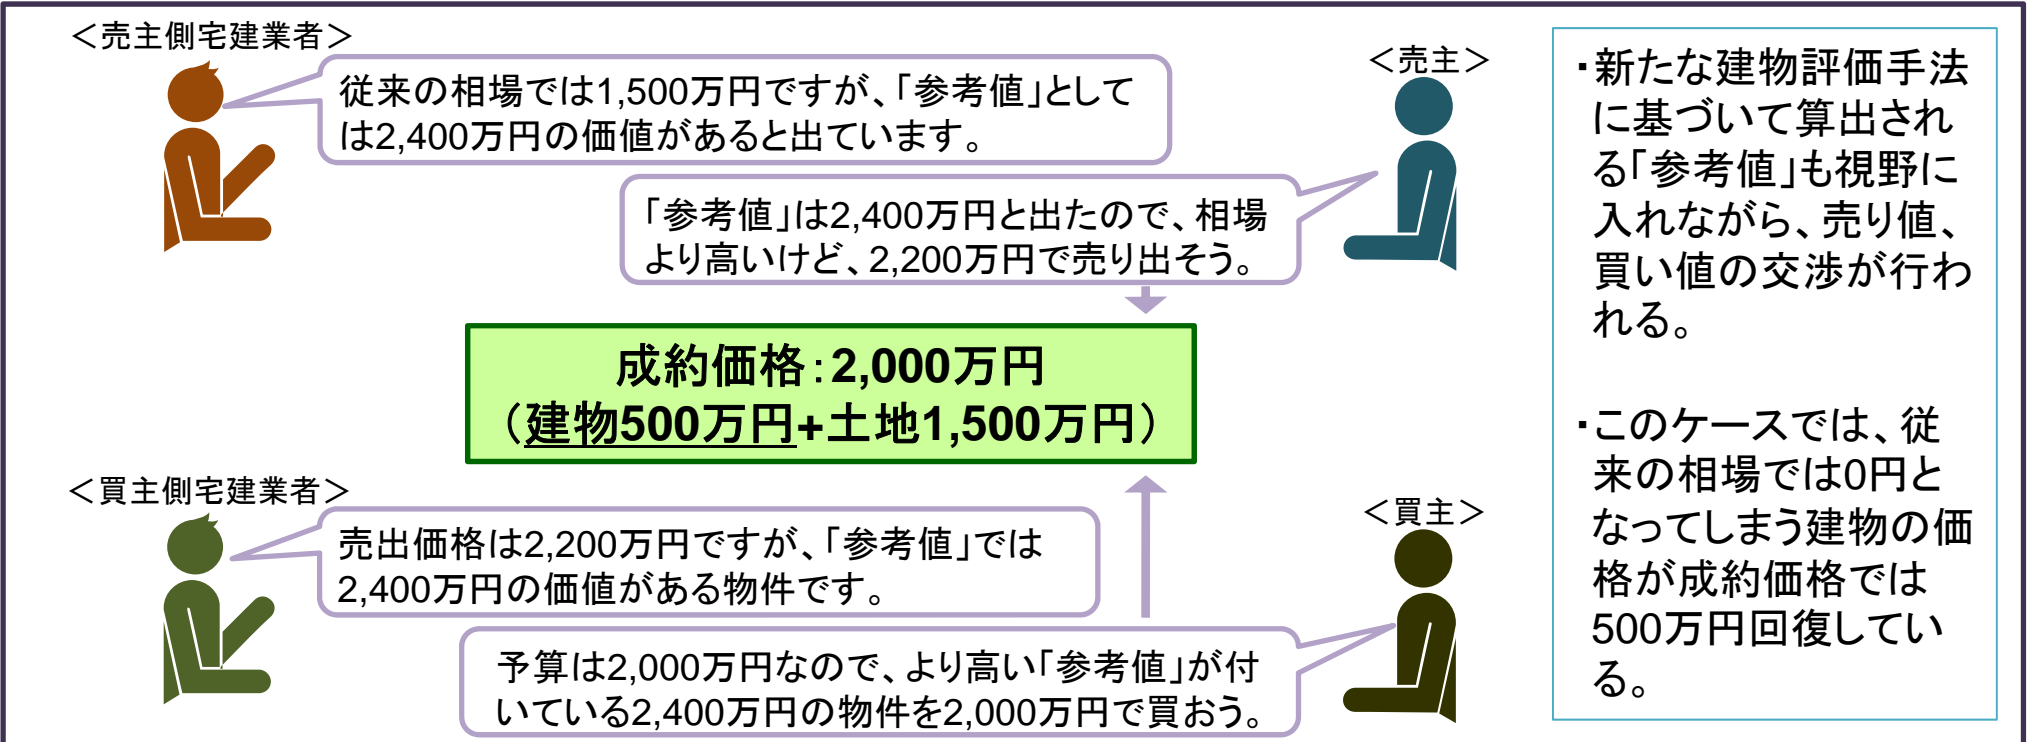 ＜売主側宅建業者＞
従来の相場では1,500万円ですが、「参考値」として
は2,400万円の価値があると出ています。
＜売主＞
「参考値」は2,400万円と出たので、相場
より高いけど、2,200万円で売り出そう。
成約価格：2,000万円
（建物500万円+土地1,500万円）
＜買主側宅建業者＞
売出価格は2,200万円ですが、「参考値」では
2,400万円の価値がある物件です。
＜買主＞
予算は2,000万円なので、より高い「参考値」が付
いている2,400万円の物件を2,000万円で買おう。
・新たな建物評価手法
に基づいて算出され
る「参考値」も視野に
入れながら、売り値、
買い値の交渉が行わ
れる。
・このケースでは、従
来の相場では0円と
なってしまう建物の価
格が成約価格では
500万円回復してい
る。